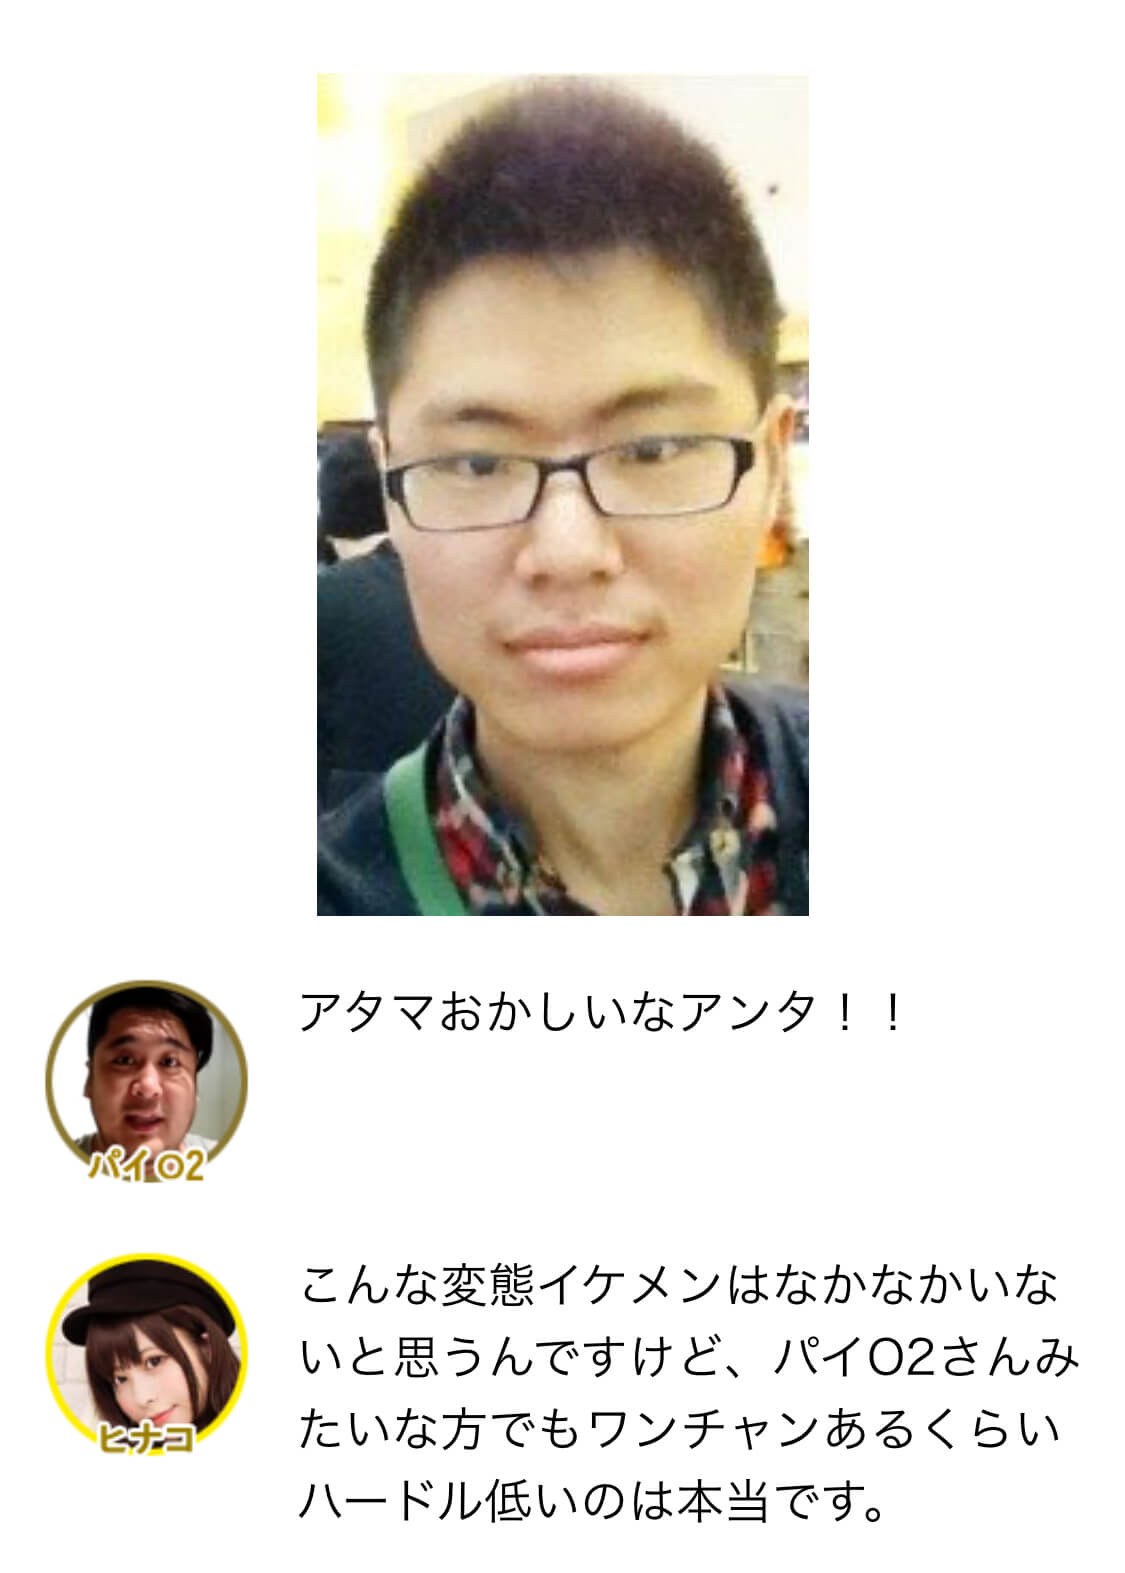 アタマおかしいなアンタ！！
パイO2
こんな変態イケメンはなかなかいな
いと思うんですけど、パイO2さんみ
たいな方でもワンチャンあるくらい
ハードル低いのは本当です。
ヒナコ